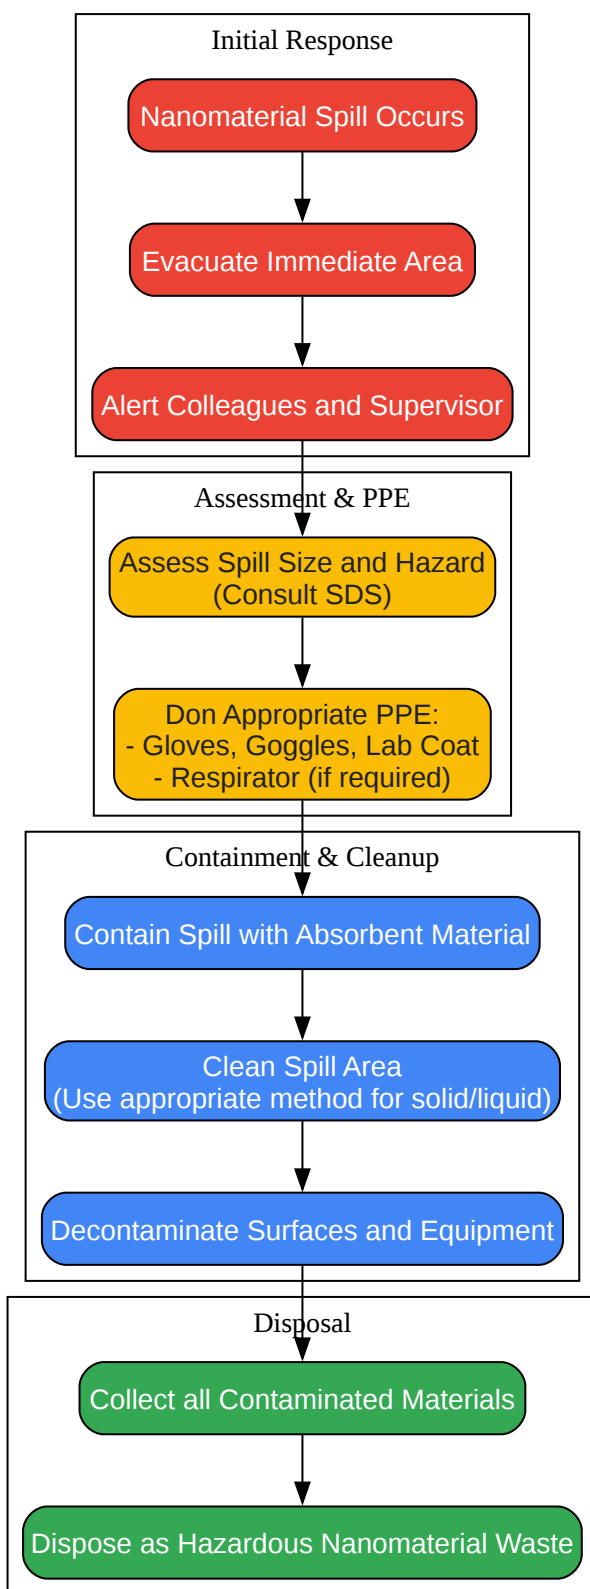 Initial Response
Nanomaterial Spill Occurs
Evacuate Immediate Area
Alert Colleagues and Supervisor
Assessment & PPE
Assess Spill Size and Hazard
(Consult SDS)
Don Appropriate PPE:
- Gloves, Goggles, Lab Coat
- Respirator (if required)
Containment & Cleanup
Contain Spill with Absorbent Material
Clean Spill Area
(Use appropriate method for solid/liquid)
Decontaminate Surfaces and Equipment
Disposal
Collect all Contaminated Materials
Dispose as Hazardous Nanomaterial Waste